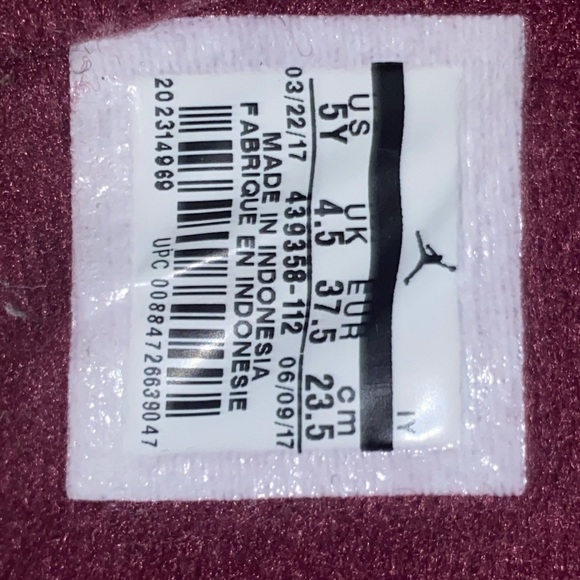 IY
US UK EUR cm
5Y 4.5 37.5 23.5
03/22/17 439358-112 06/09/17
MADE IN INDONESIA
FABRIQUE EN INDONESIE
202314969 UPC 00884726639047